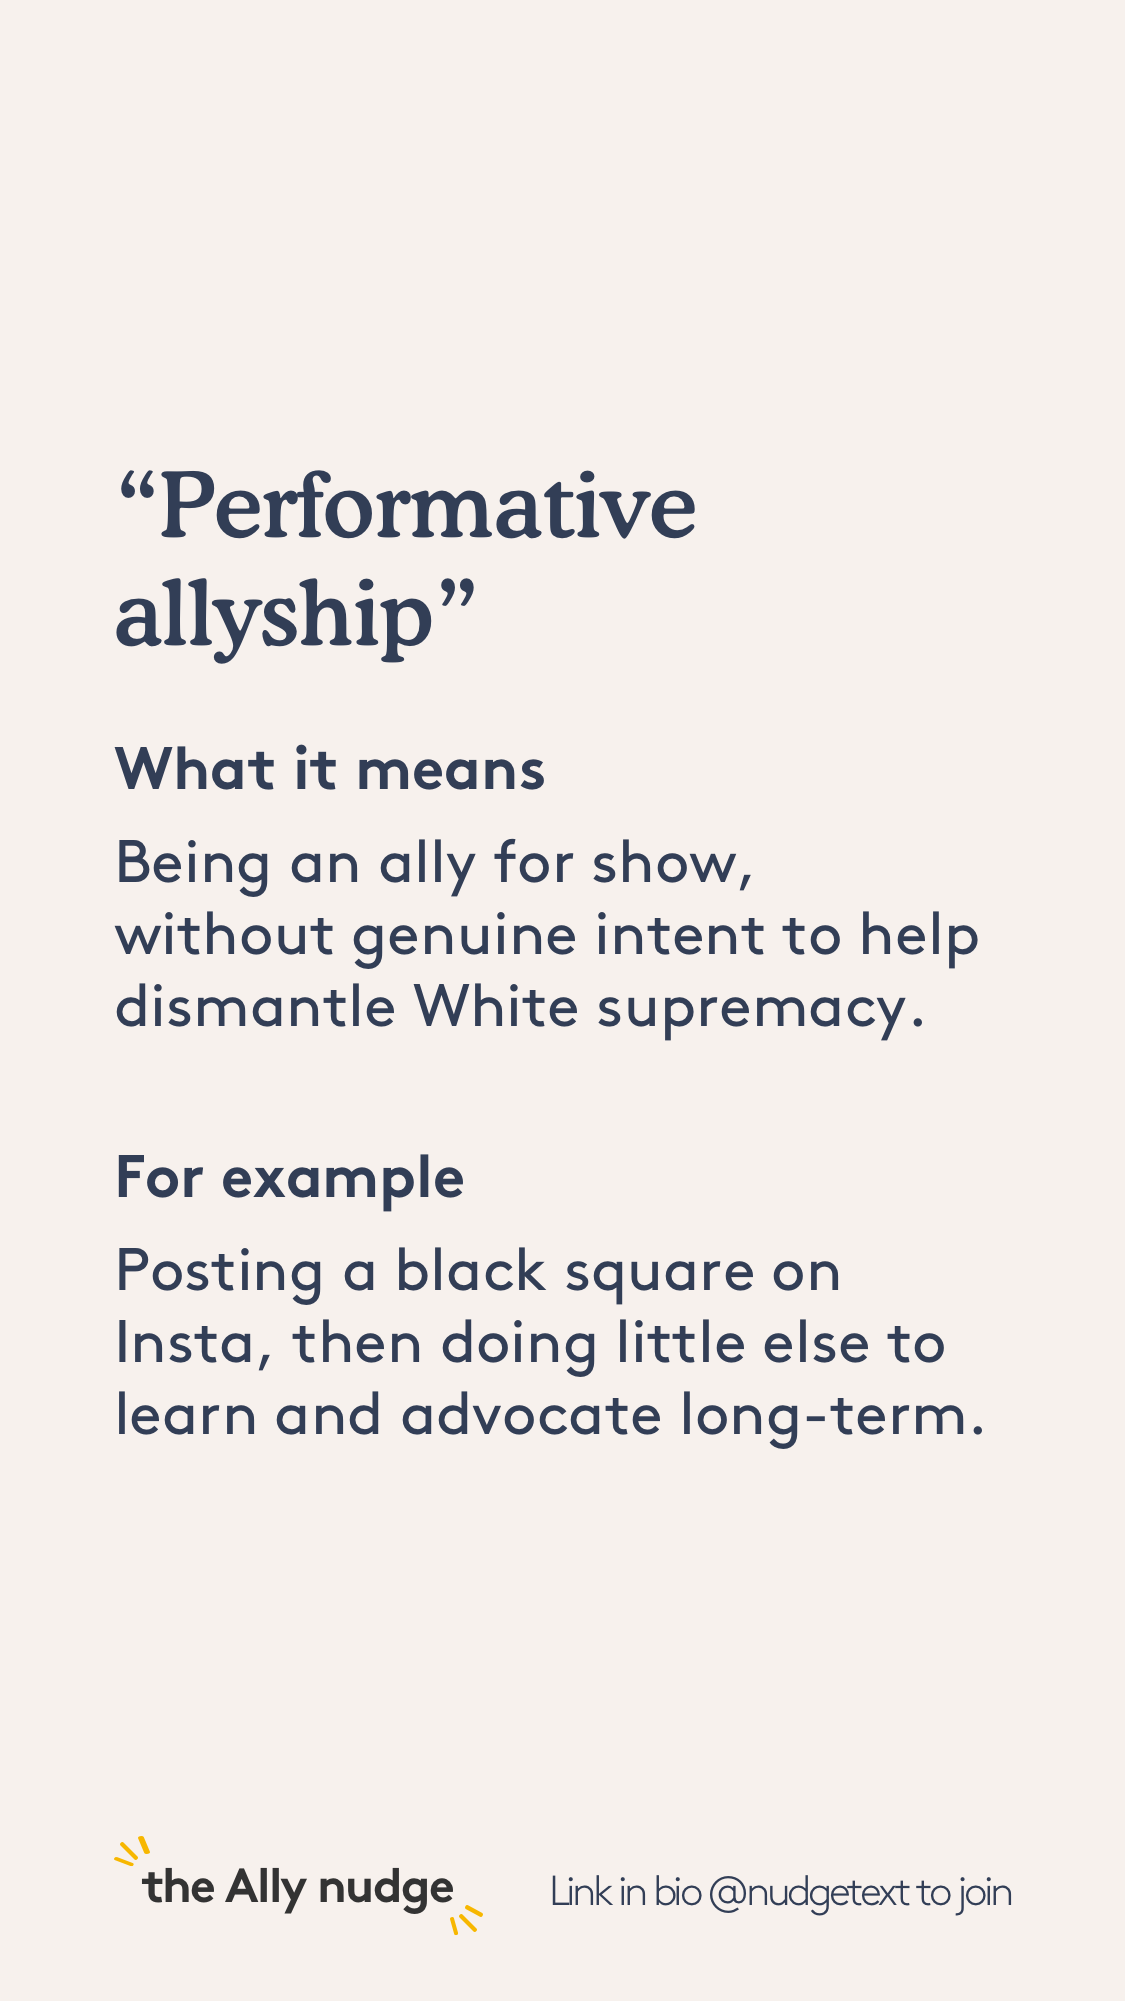 “Performative
allyship”
What it means
Being an ally for show,
without genuine intent to help
dismantle White supremacy.
For example
Posting a black square on
Insta, then doing little else to
learn and advocate long-term.
the Ally nudge
Link in bio @nudgetext to join